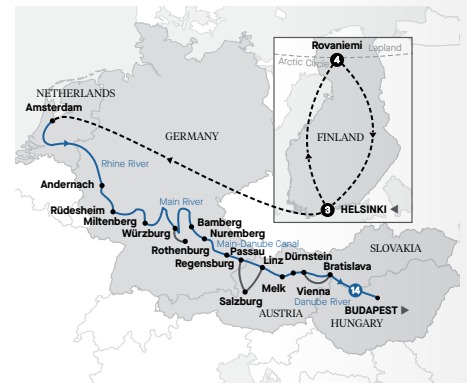 Rovaniemi
Lapland
Arctic Circle
4
NETHERLANDS
Amsterdam
GERMANY
FINLAND
Rhine River
Andernach
Main River
3 HELSINKI
Rüdesheim
Miltenberg
Bamberg
Würzburg
Nuremberg
Main-Danube Canal
Rothenburg
Passau
SLOVAKIA
Regensburg
Linz
Dürnstein
Bratislava
Melk
Vienna
14
Salzburg
Danube River
BUDAPEST
AUSTRIA
HUNGARY